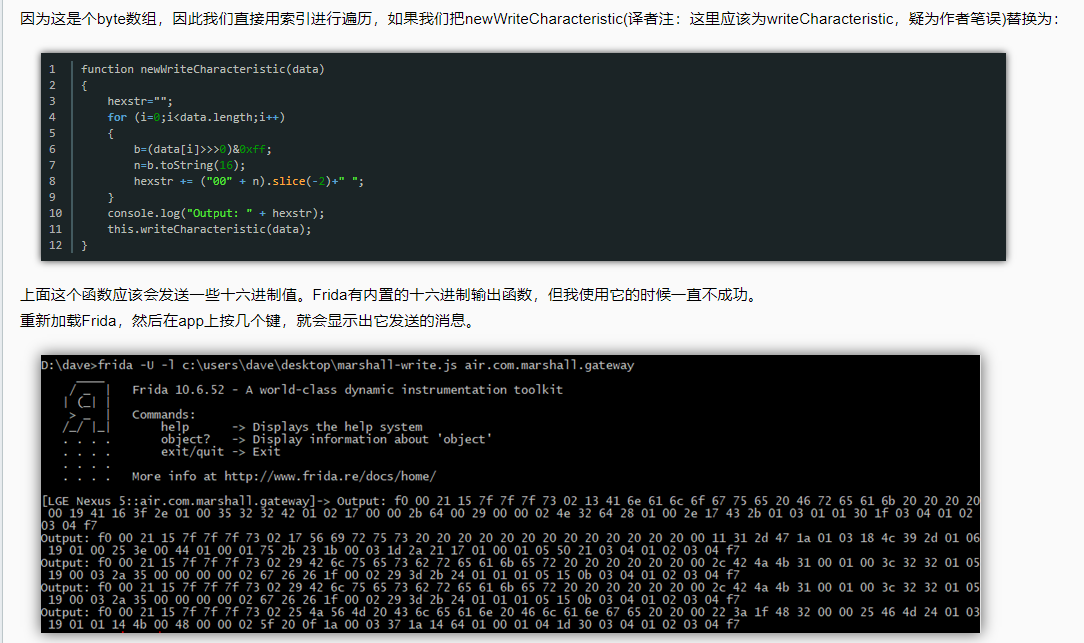 因为这是个byte数组，因此我们直接用索引进行遍历，如果我们把newWriteCharacteristic(译者注：这里应该为writeCharacteristic，疑为作者笔误)替换为：
1 function newWriteCharacteristic(data)
2 {
3 hexstr="";
4 for (i=0;i<data.length;i++)
5 {
6 b=(data[i]>>>0)&0xff;
7 n=b.toString(16);
8 hexstr += ("00" + n).slice(-2)+" ";
9 }
10 console.log("Output: " + hexstr);
11 this.writeCharacteristic(data);
12 }
上面这个函数应该会发送一些十六进制值。Frida有内置的十六进制输出函数，但我使用它的时候一直不成功。
重新加载Frida，然后在app上按几个键，就会显示出它发送的消息。
D:\dave>frida -U -l c:\users\dave\desktop\marshall-write.js air.com.marshall.gateway
Frida 10.6.52 - A world-class dynamic instrumentation toolkit
Commands:
help -> Displays the help system
object? -> Display information about 'object'
exit/quit -> Exit
More info at http://www.frida.re/docs/home/
[LGE Nexus 5::air.com.marshall.gateway]-> Output: f0 00 21 15 7f 7f 7f 73 02 13 41 6e 61 6c 6f 67 75 65 20 46 72 65 61 6b 20 20 20 20
00 19 41 16 3f 2e 01 00 35 32 32 42 01 02 17 00 00 2b 64 00 29 00 00 02 4e 32 64 28 01 00 2e 17 43 2b 01 03 01 01 30 1f 03 04 01 02
03 04 f7
Output: f0 00 21 15 7f 7f 7f 73 02 17 56 69 72 75 73 20 20 20 20 20 20 20 20 20 20 20 20 20 00 11 31 2d 47 1a 01 03 18 4c 39 2d 01 06
19 01 00 25 3e 00 44 01 00 01 75 2b 23 1b 00 03 1d 2a 21 17 01 00 01 05 50 21 03 04 01 02 03 04 f7
Output: f0 00 21 15 7f 7f 7f 73 02 29 42 6c 75 65 73 62 72 65 61 6b 65 72 20 20 20 20 20 20 00 2c 42 4a 4b 31 00 01 00 3c 32 32 01 05
19 00 03 2a 35 00 00 00 00 02 67 26 26 1f 00 02 29 3d 2b 24 01 01 01 05 15 0b 03 04 01 02 03 04 f7
Output: f0 00 21 15 7f 7f 7f 73 02 29 42 6c 75 65 73 62 72 65 61 6b 65 72 20 20 20 20 20 20 00 2c 42 4a 4b 31 00 01 00 3c 32 32 01 05
19 00 03 2a 35 00 00 00 00 02 67 26 26 1f 00 02 29 3d 2b 24 01 01 01 05 15 0b 03 04 01 02 03 04 f7
Output: f0 00 21 15 7f 7f 7f 73 02 25 4a 56 4d 20 43 6c 65 61 6e 20 46 6c 61 6e 67 65 20 20 00 22 3a 1f 48 32 00 00 25 46 4d 24 01 03
19 01 01 14 4b 00 48 00 00 02 5f 20 0f 1a 00 03 37 1a 14 64 01 00 01 04 1d 30 03 04 01 02 03 04 f7